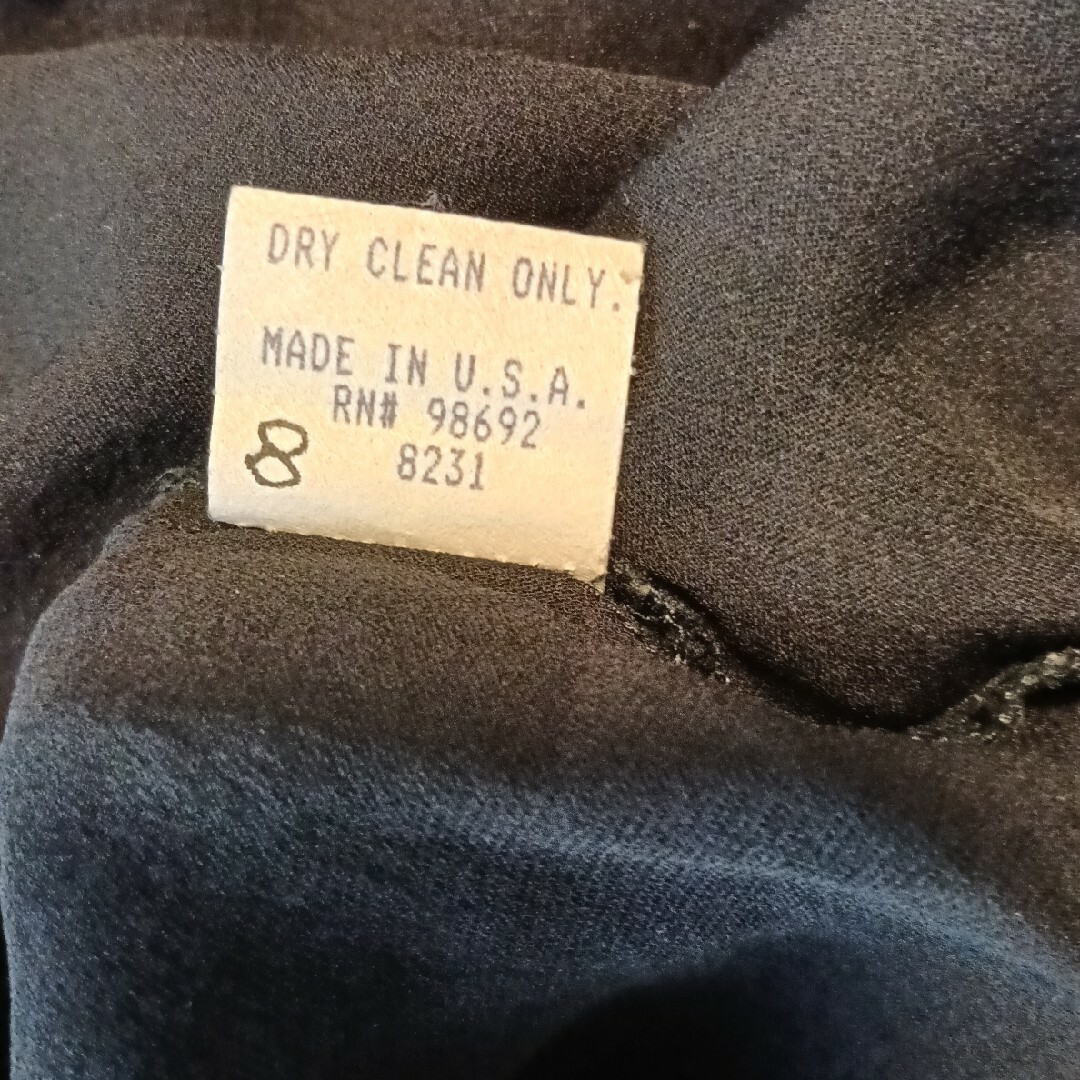 DRY CLEAN ONLY.
MADE IN U.S.A.
RN# 98692
8 8231